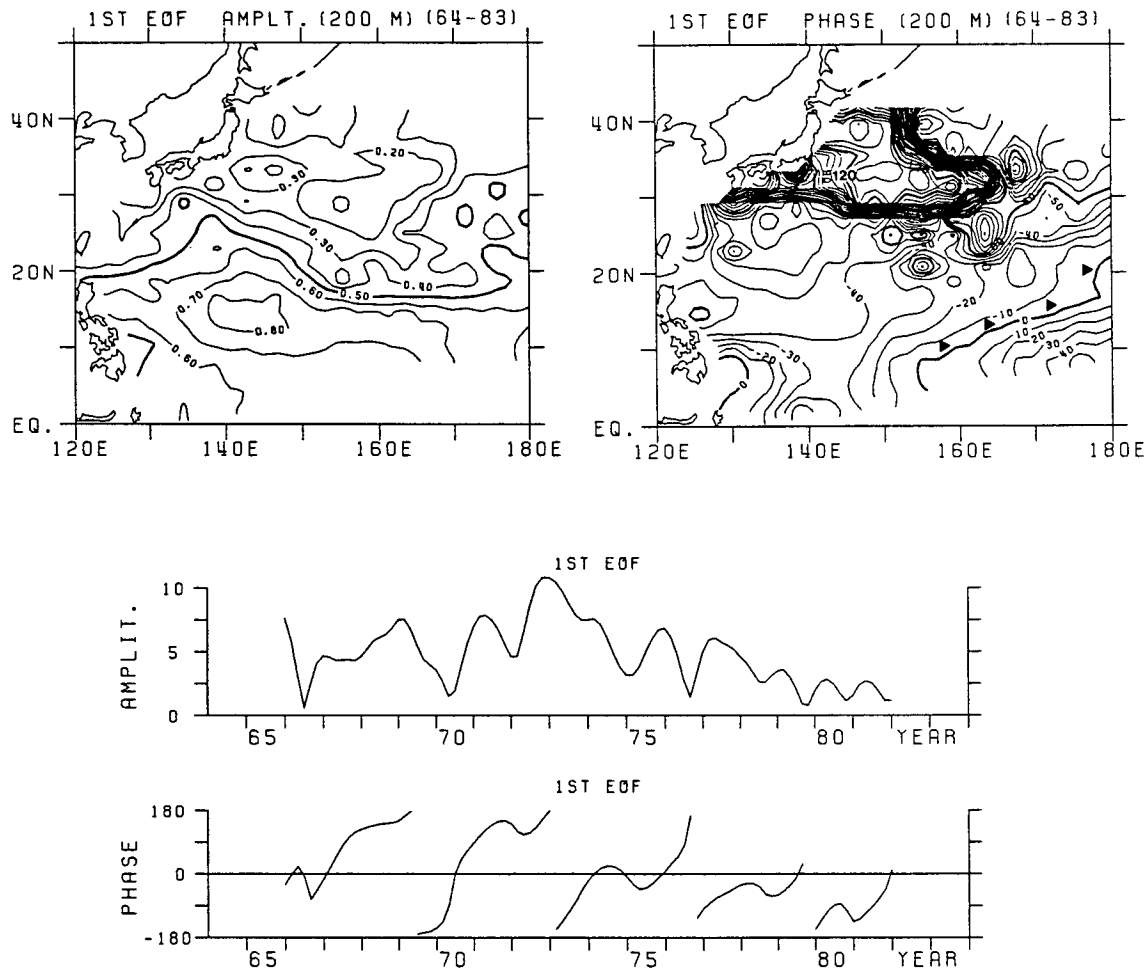 1ST EOF AMPLT. (200 M) (64-83)
40N
20N
EQ.
120E 140E 160E 180E
0.20
0.30
0.30
0.40
0.50
0.60
0.70
0.80
0.60
1ST EOF PHASE (200 M) (64-83)
40N
20N
EQ.
120E 140E 160E 180E
120
-50
-40
-40
-20
-10
0
10
20
-30
-40
-30
-20
0
1ST EOF
AMPLIT.
10
5
0
65 70 75 80 YEAR
1ST EOF
PHASE
180
0
-180
65 70 75 80 YEAR